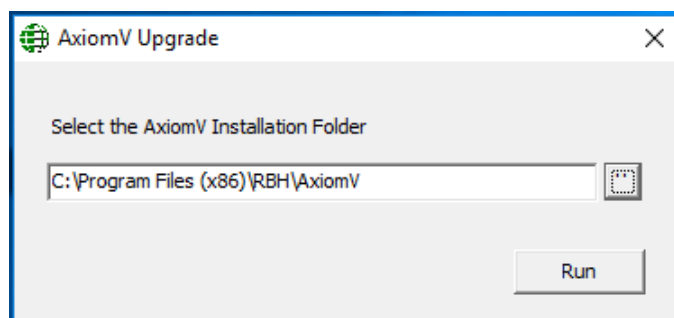 AxiomV Upgrade
Select the AxiomV Installation Folder
C:\Program Files (x86)\RBH\AxiomV
Run